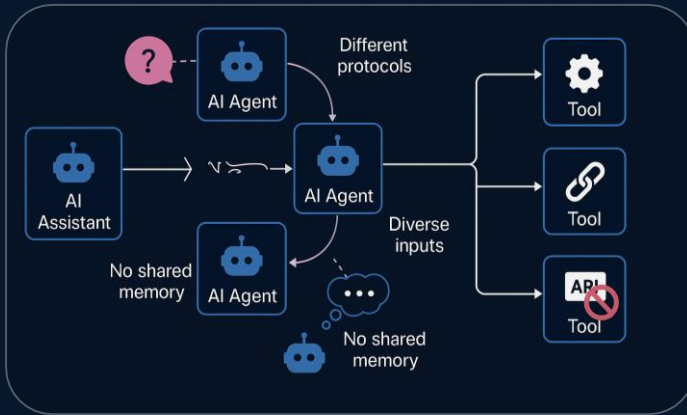 ?
AI Agent
Different
protocols
Tool
AI
Assistant
AI Agent
Tool
Diverse
inputs
No shared
memory
AI Agent
API
Tool
No shared
memory